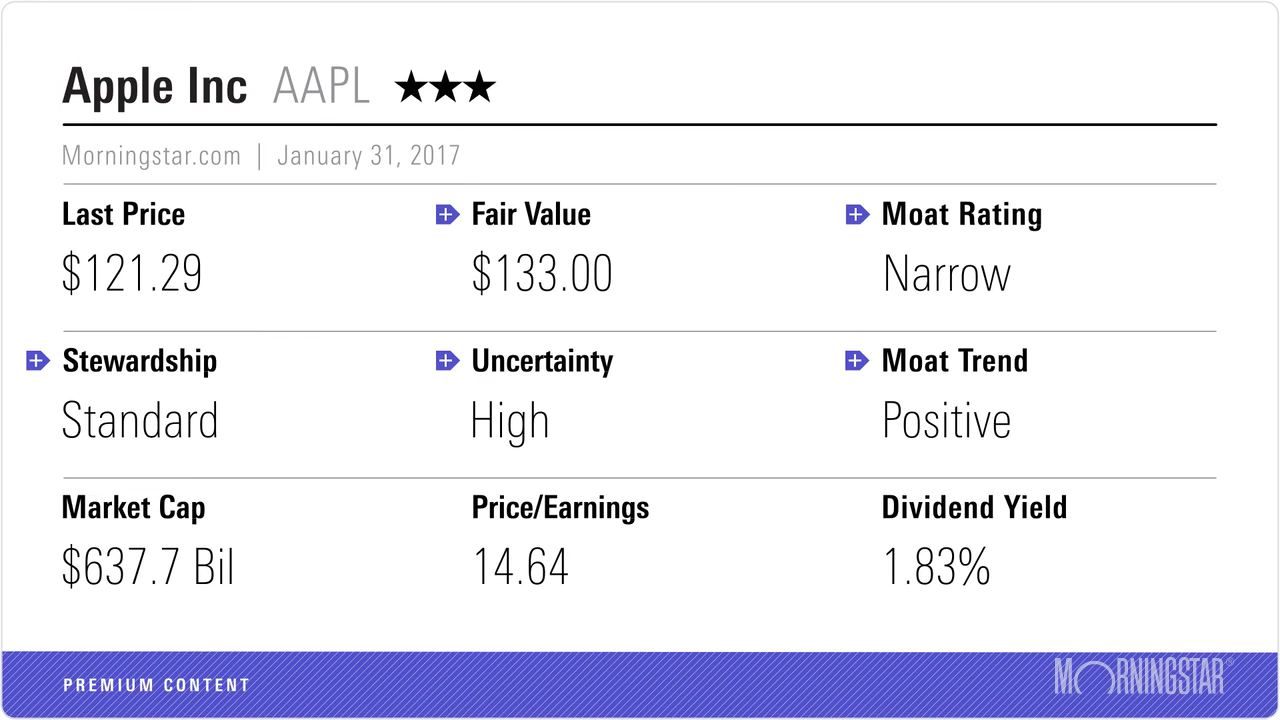 Apple Inc AAPL ★★★
Morningstar.com | January 31, 2017
Last Price Fair Value Moat Rating
$121.29 $133.00 Narrow
Stewardship Uncertainty Moat Trend
Standard High Positive
Market Cap Price/Earnings Dividend Yield
$637.7 Bil 14.64 1.83%
PREMIUM CONTENT MORNINGSTAR®